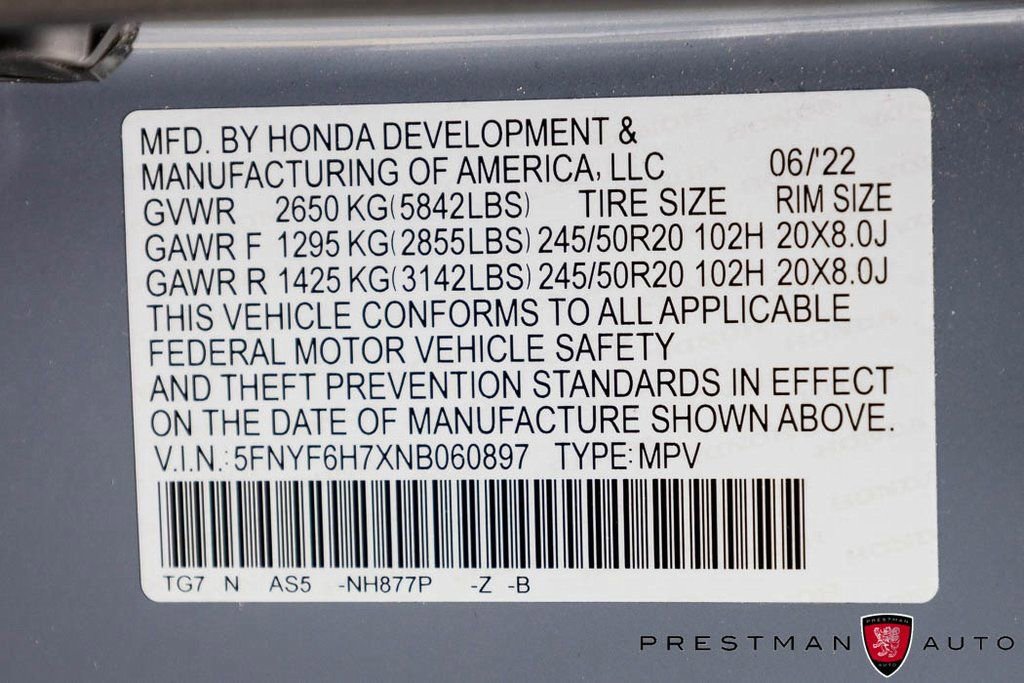 MFD. BY HONDA DEVELOPMENT &
MANUFACTURING OF AMERICA, LLC 06/'22
GVWR 2650 KG(5842LBS) TIRE SIZE RIM SIZE
GAWR F 1295 KG(2855LBS) 245/50R20 102H 20X8.0J
GAWR R 1425 KG(3142LBS) 245/50R20 102H 20X8.0J
THIS VEHICLE CONFORMS TO ALL APPLICABLE
FEDERAL MOTOR VEHICLE SAFETY
AND THEFT PREVENTION STANDARDS IN EFFECT
ON THE DATE OF MANUFACTURE SHOWN ABOVE.
V.I.N.: 5FNYF6H7XNB060897 TYPE: MPV
TG7 N AS5 -NH877P -Z -B
PRESTMAN PRESTMAN AUTO AUTO